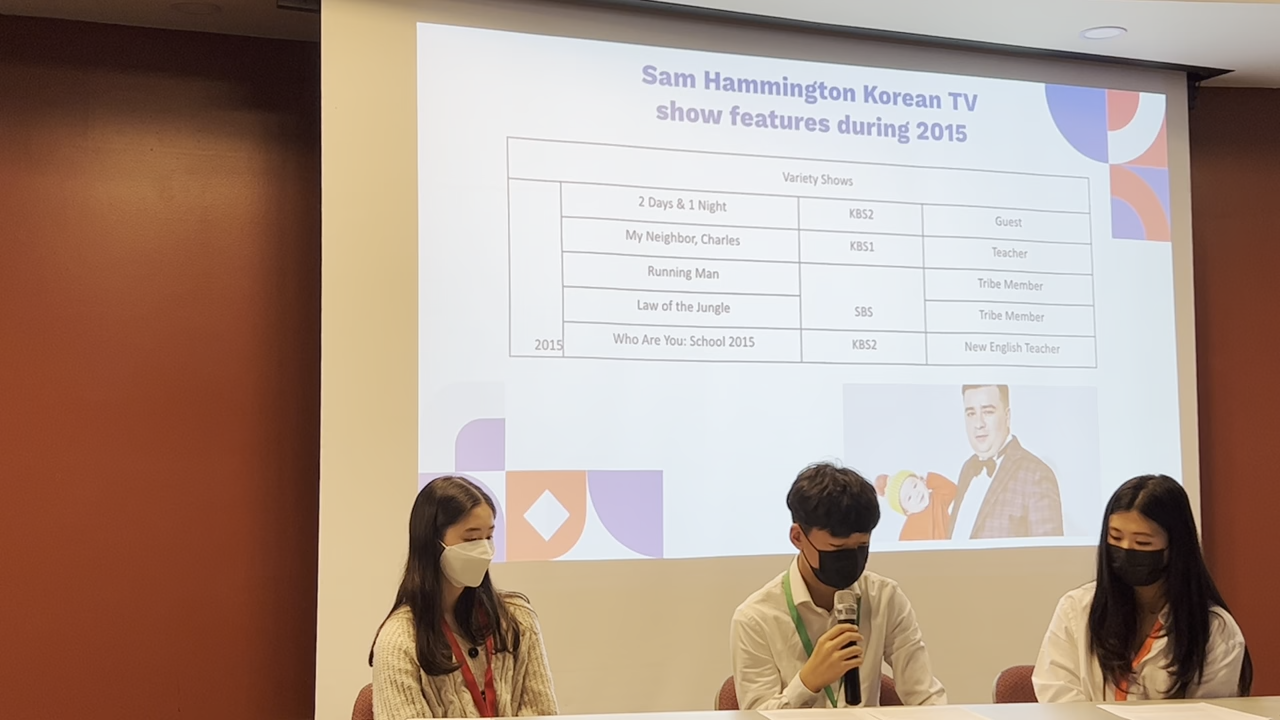 Sam Hammington Korean TV
show features during 2015
Variety Shows
2 Days & 1 Night KBS2 Guest
My Neighbor, Charles KBS1 Teacher
Running Man Tribe Member
Law of the Jungle SBS Tribe Member
2015 Who Are You: School 2015 KBS2 New English Teacher